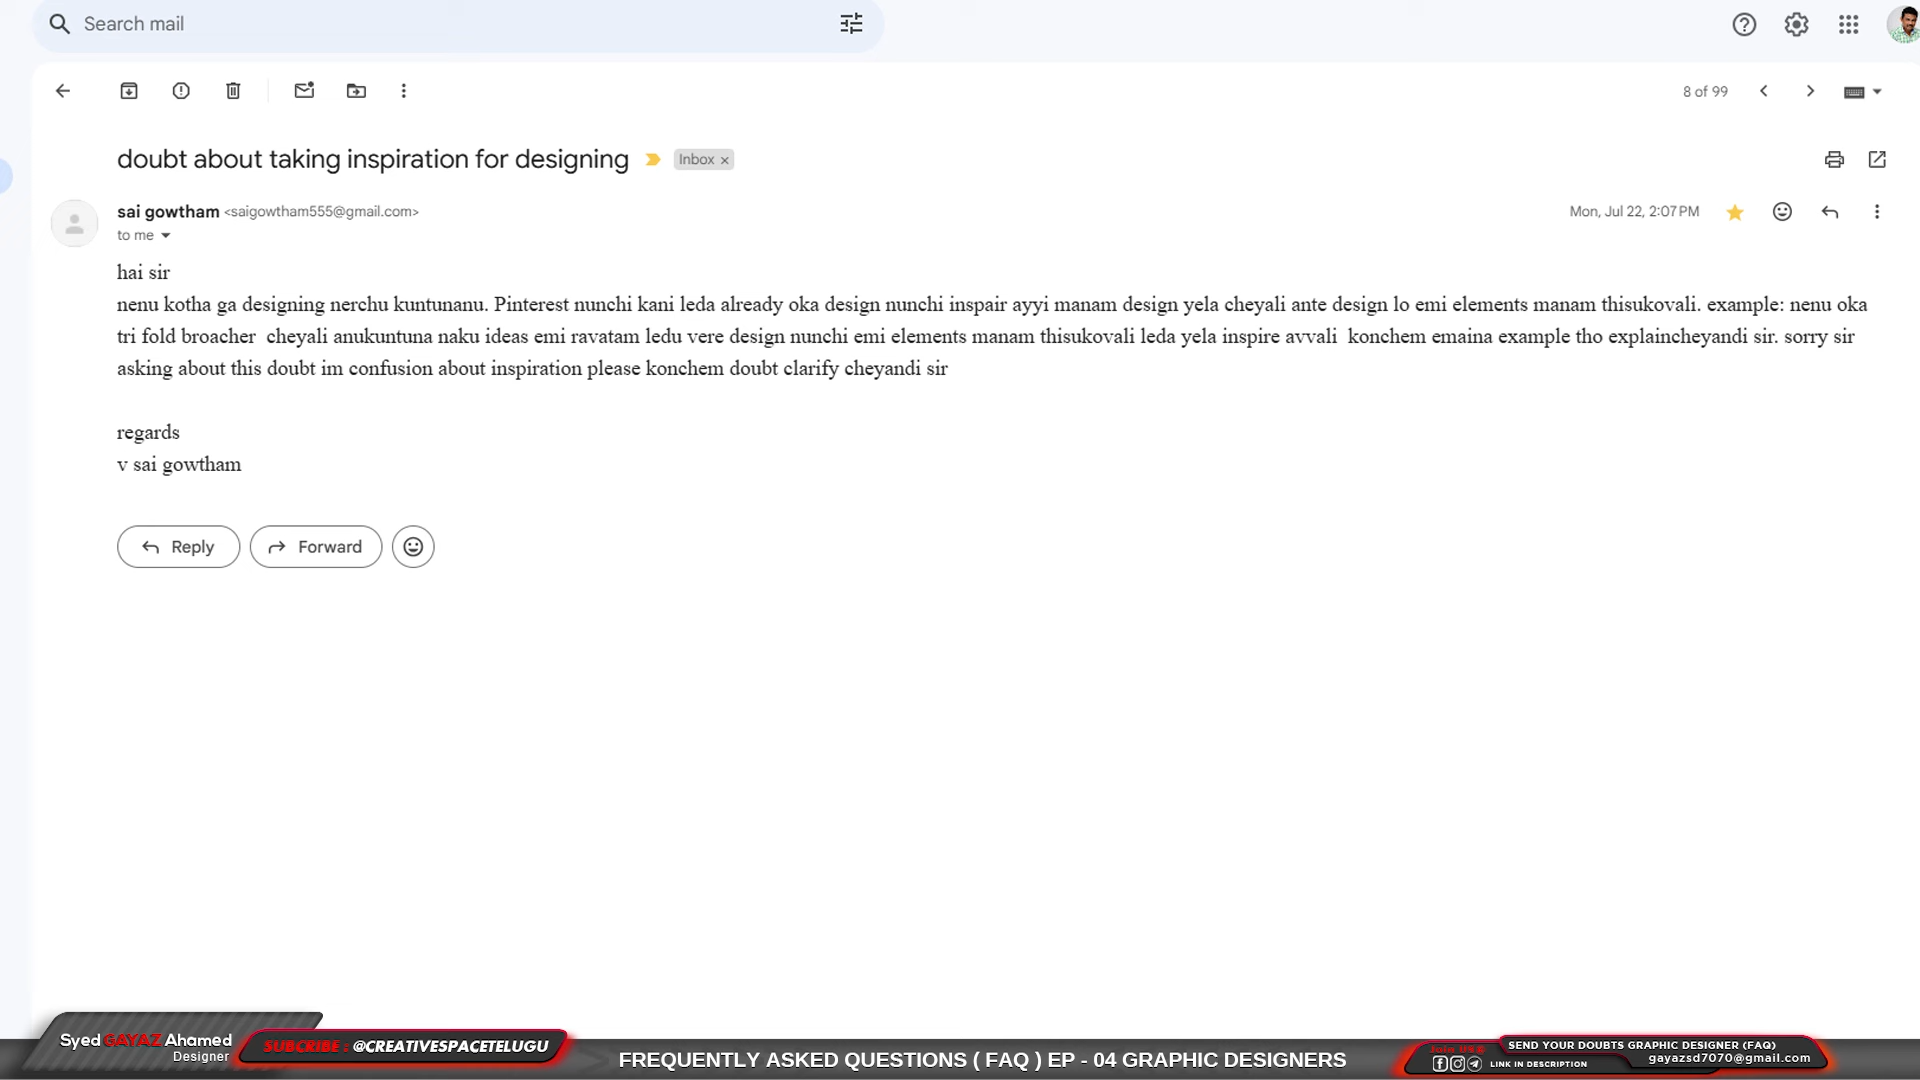 Search mail
8 of 99
doubt about taking inspiration for designing
Inbox ×
sai gowtham <saigowtham555@gmail.com>
Mon, Jul 22, 2:07 PM
to me
hai sir
nenu kotha ga designing nerchu kuntunanu. Pinterest nunchi kani leda already oka design nunchi inspair ayyi manam design yela cheyali ante design lo emi elements manam thisukovali. example: nenu oka
tri fold broacher  cheyali anukuntuna naku ideas emi ravatam ledu vere design nunchi emi elements manam thisukovali leda yela inspire avvali  konchem emaina example tho explaincheyandi sir. sorry sir
asking about this doubt im confusion about inspiration please konchem doubt clarify cheyandi sir
regards
v sai gowtham
Reply
Forward
Syed GAYAZ Ahamed
Designer
SUBCRIBE : @CREATIVESPACETELUGU
FREQUENTLY ASKED QUESTIONS ( FAQ ) EP - 04 GRAPHIC DESIGNERS
Join US
LINK IN DESCRIPTION
SEND YOUR DOUBTS GRAPHIC DESIGNER (FAQ)
gayazsd7070@gmail.com